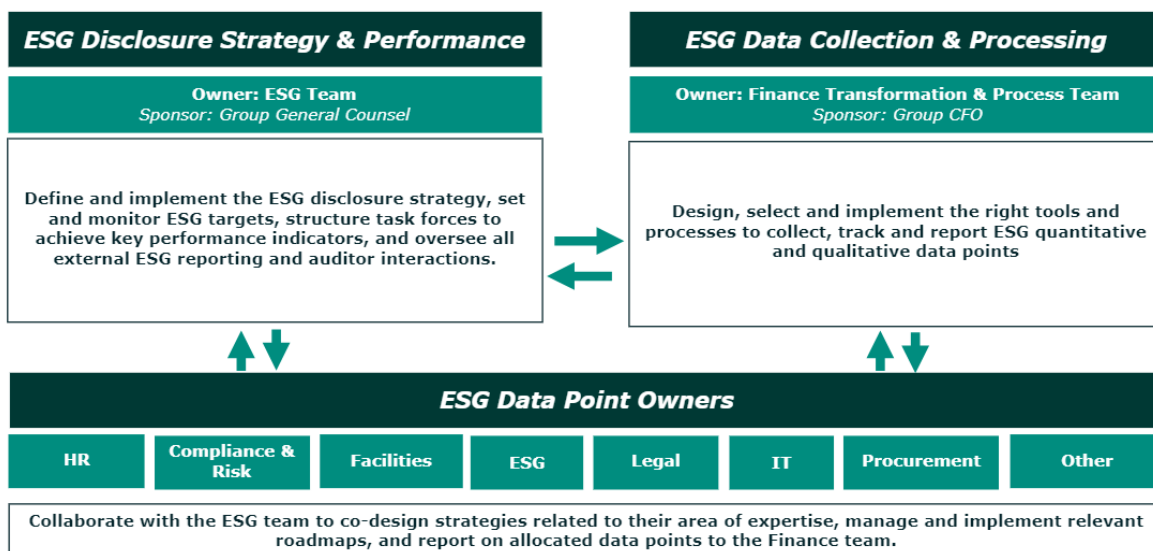 ESG Disclosure Strategy & Performance
Owner: ESG Team
Sponsor: Group General Counsel
Define and implement the ESG disclosure strategy, set
and monitor ESG targets, structure task forces to
achieve key performance indicators, and oversee all
external ESG reporting and auditor interactions.
ESG Data Collection & Processing
Owner: Finance Transformation & Process Team
Sponsor: Group CFO
Design, select and implement the right tools and
processes to collect, track and report ESG quantitative
and qualitative data points
ESG Data Point Owners
HR
Compliance &
Risk
Facilities
ESG
Legal
IT
Procurement
Other
Collaborate with the ESG team to co-design strategies related to their area of expertise, manage and implement relevant
roadmaps, and report on allocated data points to the Finance team.